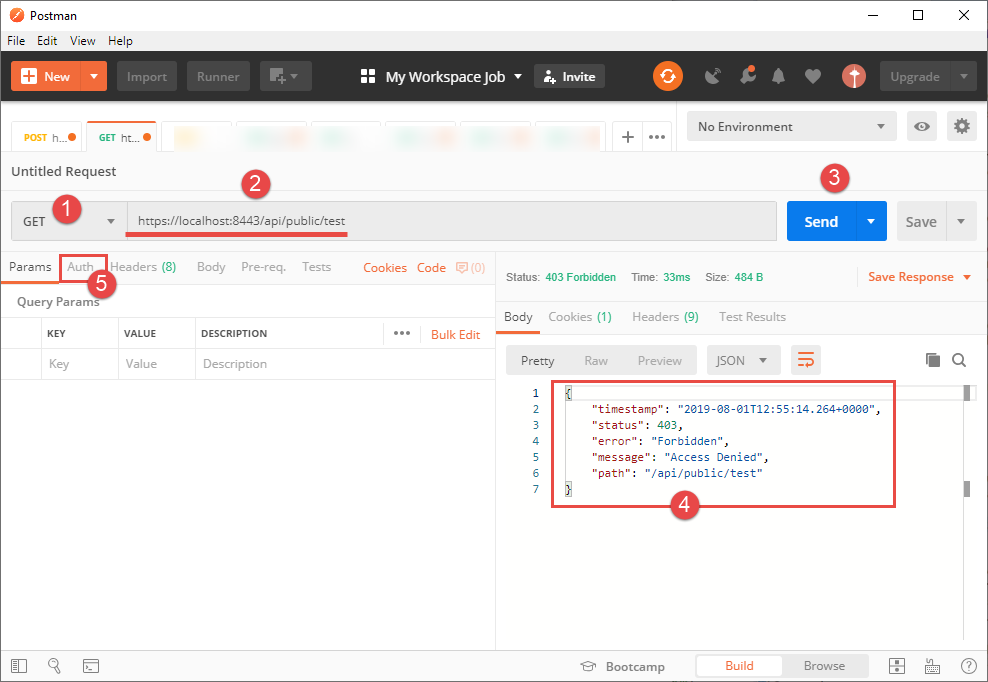 Postman
File Edit View Help
New Import Runner My Workspace Job Invite Upgrade
POST h... GET ht... + ••• No Environment
Untitled Request
1 2 3
GET https://localhost:8443/api/public/test Send Save
Params Auth Headers (8) Body Pre-req. Tests Cookies Code (0)
5
Status: 403 Forbidden Time: 33ms Size: 484 B Save Response
Query Params
KEY VALUE DESCRIPTION ••• Bulk Edit
Key Value Description
Body Cookies (1) Headers (9) Test Results
Pretty Raw Preview JSON
1 {
2 "timestamp": "2019-08-01T12:55:14.264+0000",
3 "status": 403,
4 "error": "Forbidden",
5 "message": "Access Denied",
6 "path": "/api/public/test"
7 }
4
Bootcamp Build Browse ?